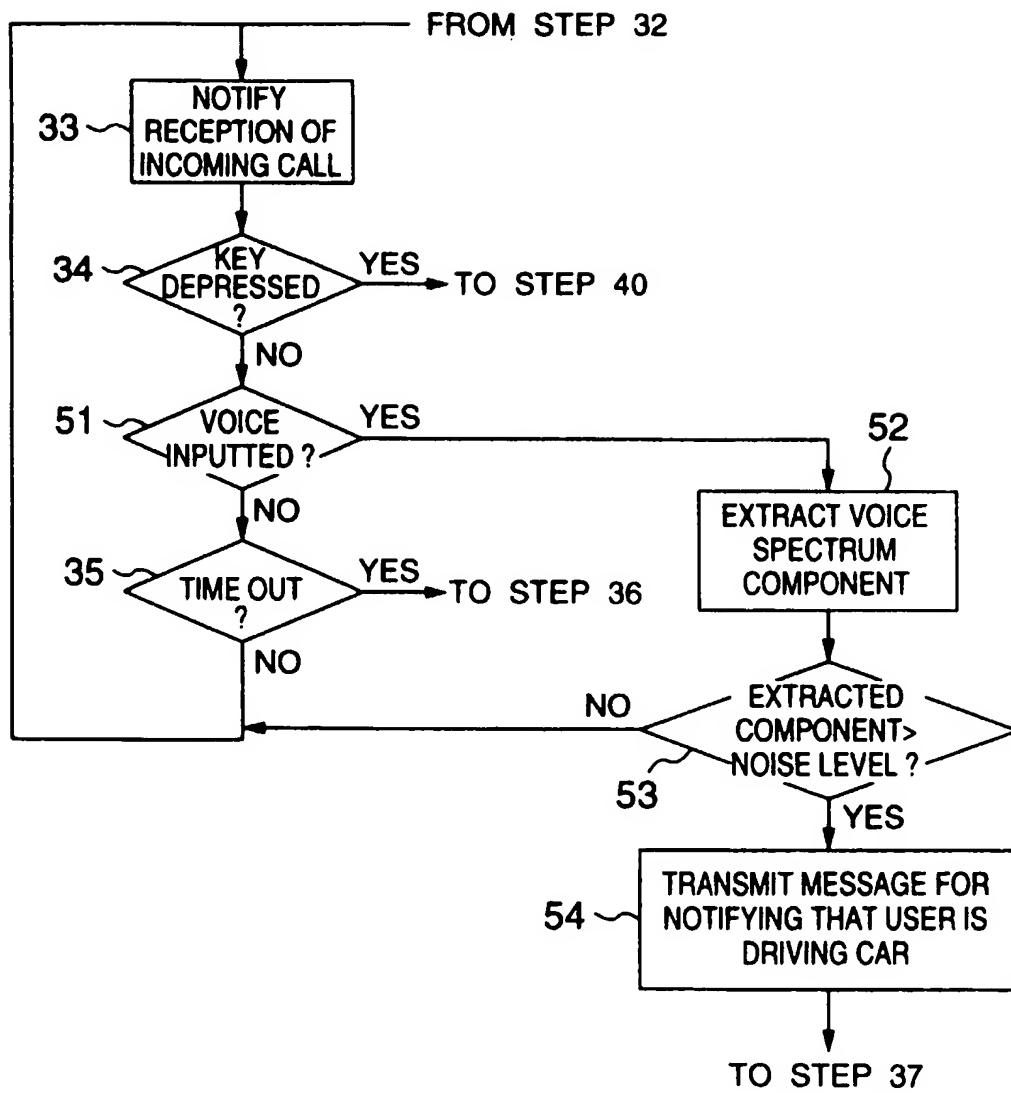 FROM STEP 32
33
NOTIFY
RECEPTION OF
INCOMING CALL
34
KEY
DEPRESSED
?
YES
TO STEP 40
NO
51
VOICE
INPUTTED ?
YES
NO
52
EXTRACT VOICE
SPECTRUM
COMPONENT
35
TIME OUT
?
YES
TO STEP 36
NO
53
EXTRACTED
COMPONENT>
NOISE LEVEL ?
NO
YES
54
TRANSMIT MESSAGE FOR
NOTIFYING THAT USER IS
DRIVING CAR
TO STEP 37